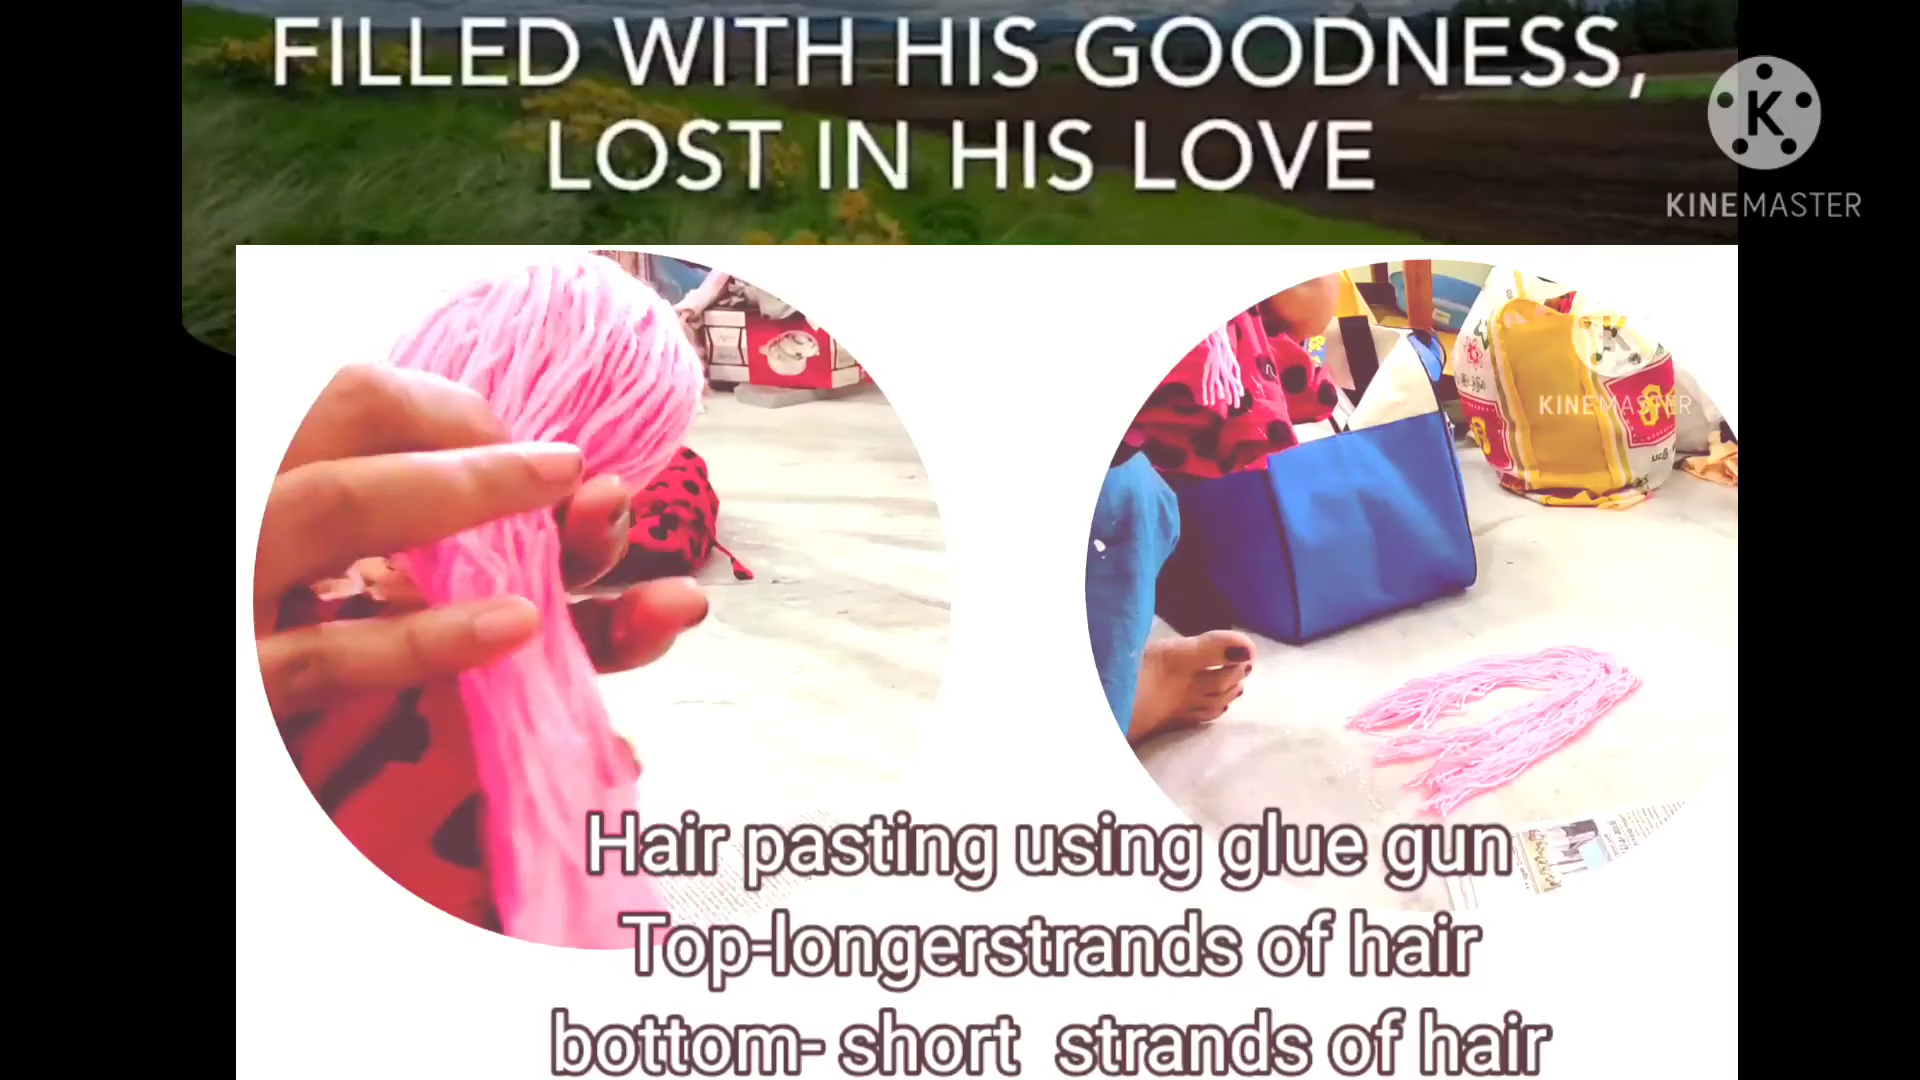 FILLED WITH HIS GOODNESS,
LOST IN HIS LOVE
K
KINEMASTER
KINEMASTER
Hair pasting using glue gun
Top-longerstrands of hair
bottom- short strands of hair